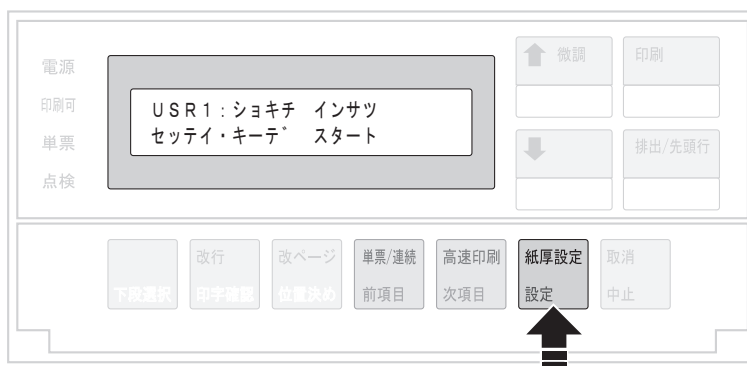 電源
印刷可
単票
点検
USR1:ショキチ インサツ
セッテイ・キーデ スタート
微調
印刷
排出/先頭行
下段選択
改行
印字確認
改ページ
位置決め
単票/連続
前項目
高速印刷
次項目
紙厚設定
設定
取消
中止